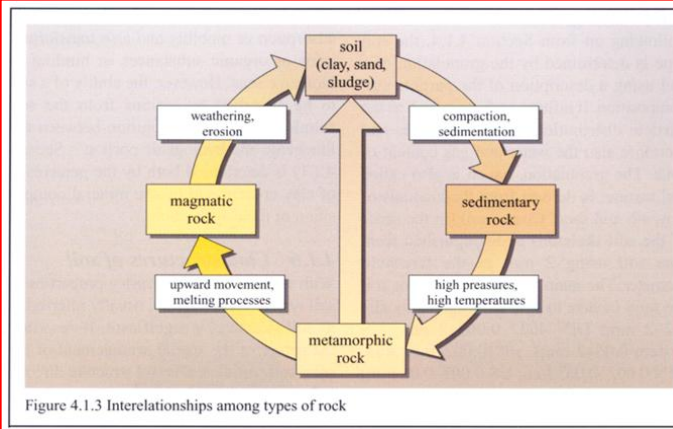 soil
(clay, sand,
sludge)
weathering,
erosion
compaction,
sedimentation
magmatic
rock
sedimentary
rock
upward movement,
melting processes
high preasures,
high temperatures
metamorphic
rock
Figure 4.1.3 Interelationships among types of rock